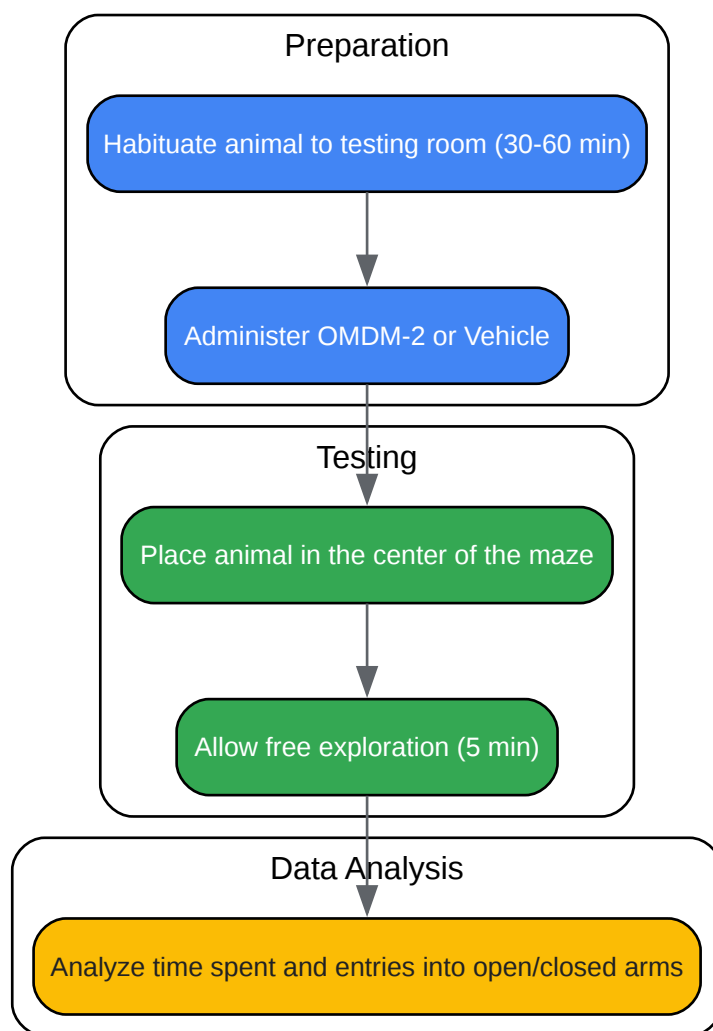 Preparation
Habituate animal to testing room (30-60 min)
Administer OMDM-2 or Vehicle
Testing
Place animal in the center of the maze
Allow free exploration (5 min)
Data Analysis
Analyze time spent and entries into open/closed arms